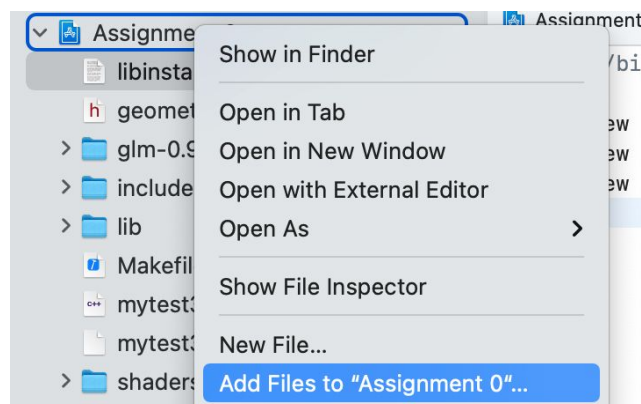 Assignme
Assignment
libinsta
Show in Finder
/bi
h geomet
Open in Tab
ew
glm-0.9
Open in New Window
ew
include
Open with External Editor
ew
lib
Open As
Makefil
Show File Inspector
c++ mytest3
mytest3
New File...
shaders
Add Files to “Assignment 0“...